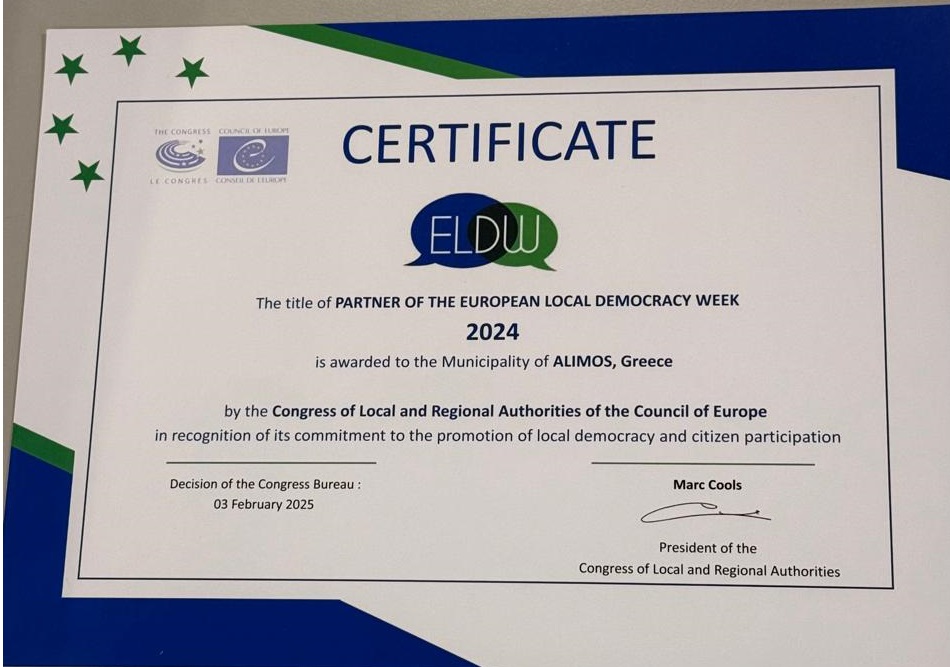 THE CONGRESS
LE CONGRÈS
COUNCIL OF EUROPE
CONSEIL DE L'EUROPE
CERTIFICATE
ELDW
The title of PARTNER OF THE EUROPEAN LOCAL DEMOCRACY WEEK
2024
is awarded to the Municipality of ALIMOS, Greece
by the Congress of Local and Regional Authorities of the Council of Europe
in recognition of its commitment to the promotion of local democracy and citizen participation
Decision of the Congress Bureau :
03 February 2025
Marc Cools
President of the
Congress of Local and Regional Authorities